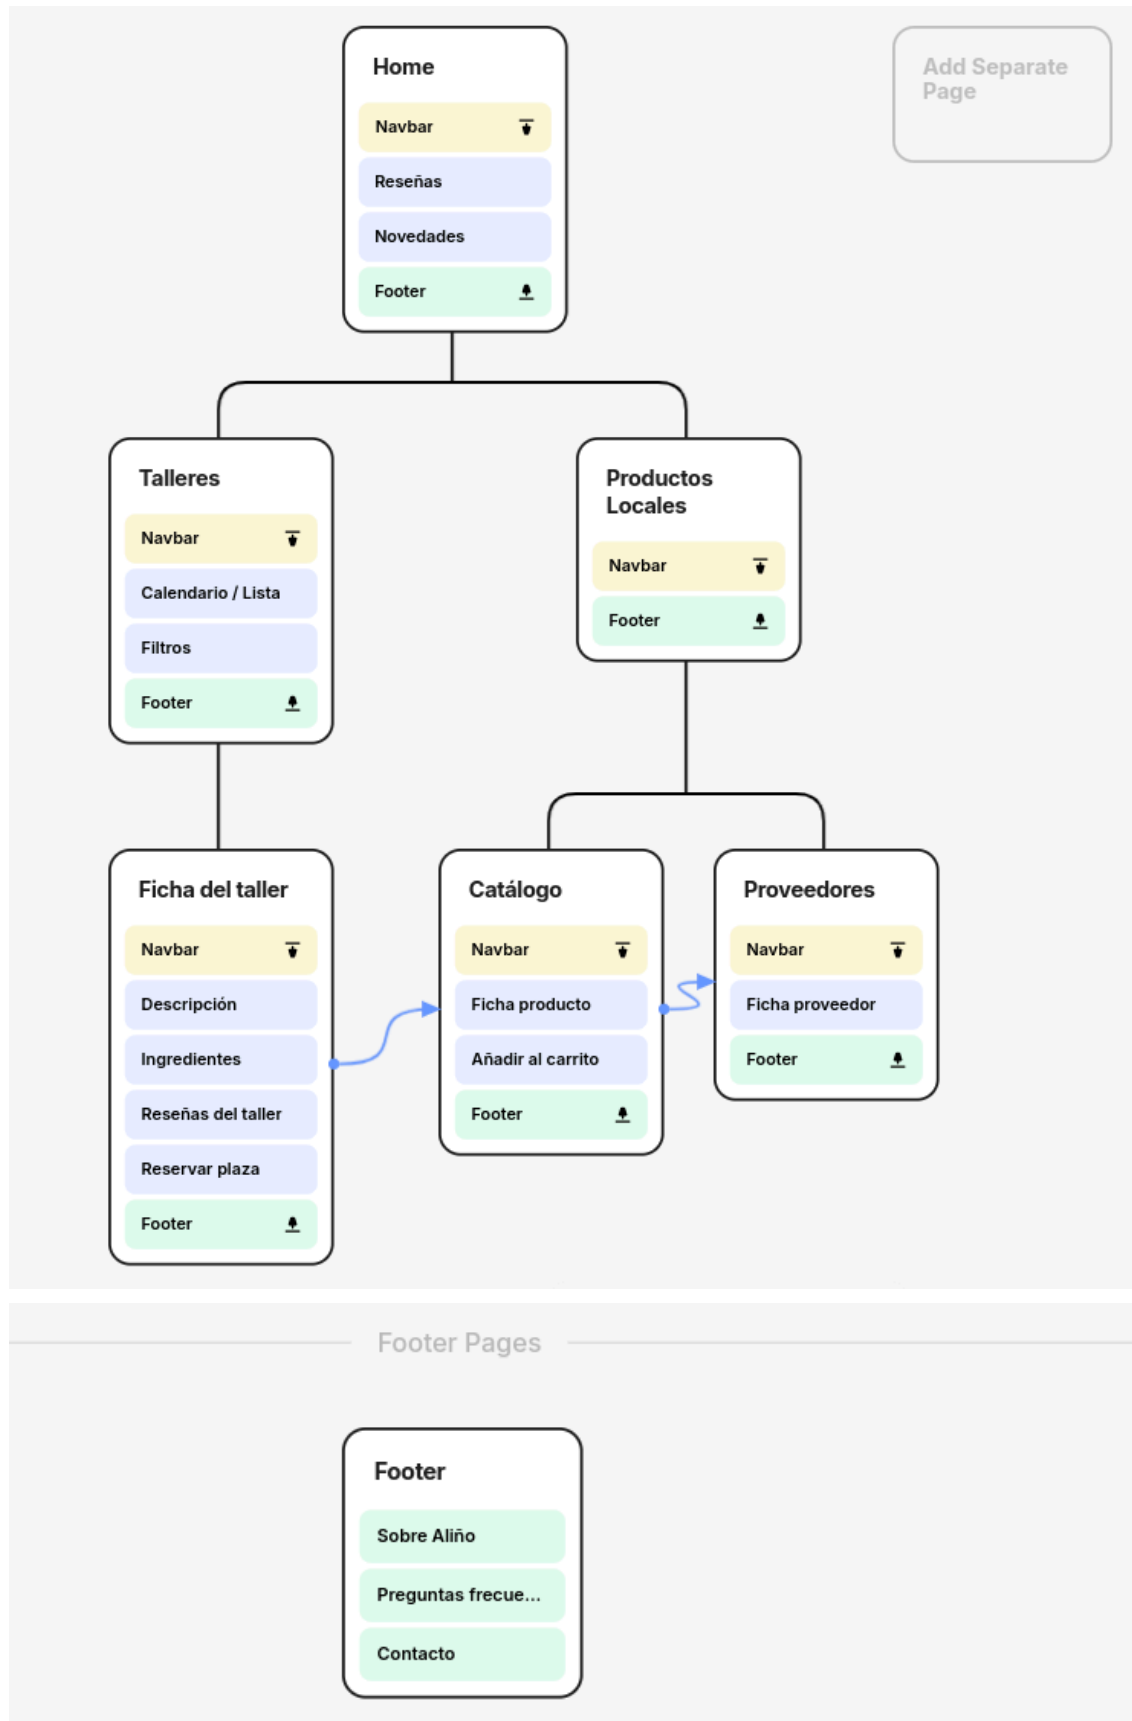 Home
Navbar
Reseñas
Novedades
Footer
Add Separate
Page
Talleres
Navbar
Calendario / Lista
Filtros
Footer
Productos
Locales
Navbar
Footer
Ficha del taller
Navbar
Descripción
Ingredientes
Reseñas del taller
Reservar plaza
Footer
Catálogo
Navbar
Ficha producto
Añadir al carrito
Footer
Proveedores
Navbar
Ficha proveedor
Footer
Footer Pages
Footer
Sobre Aliño
Preguntas frecue...
Contacto